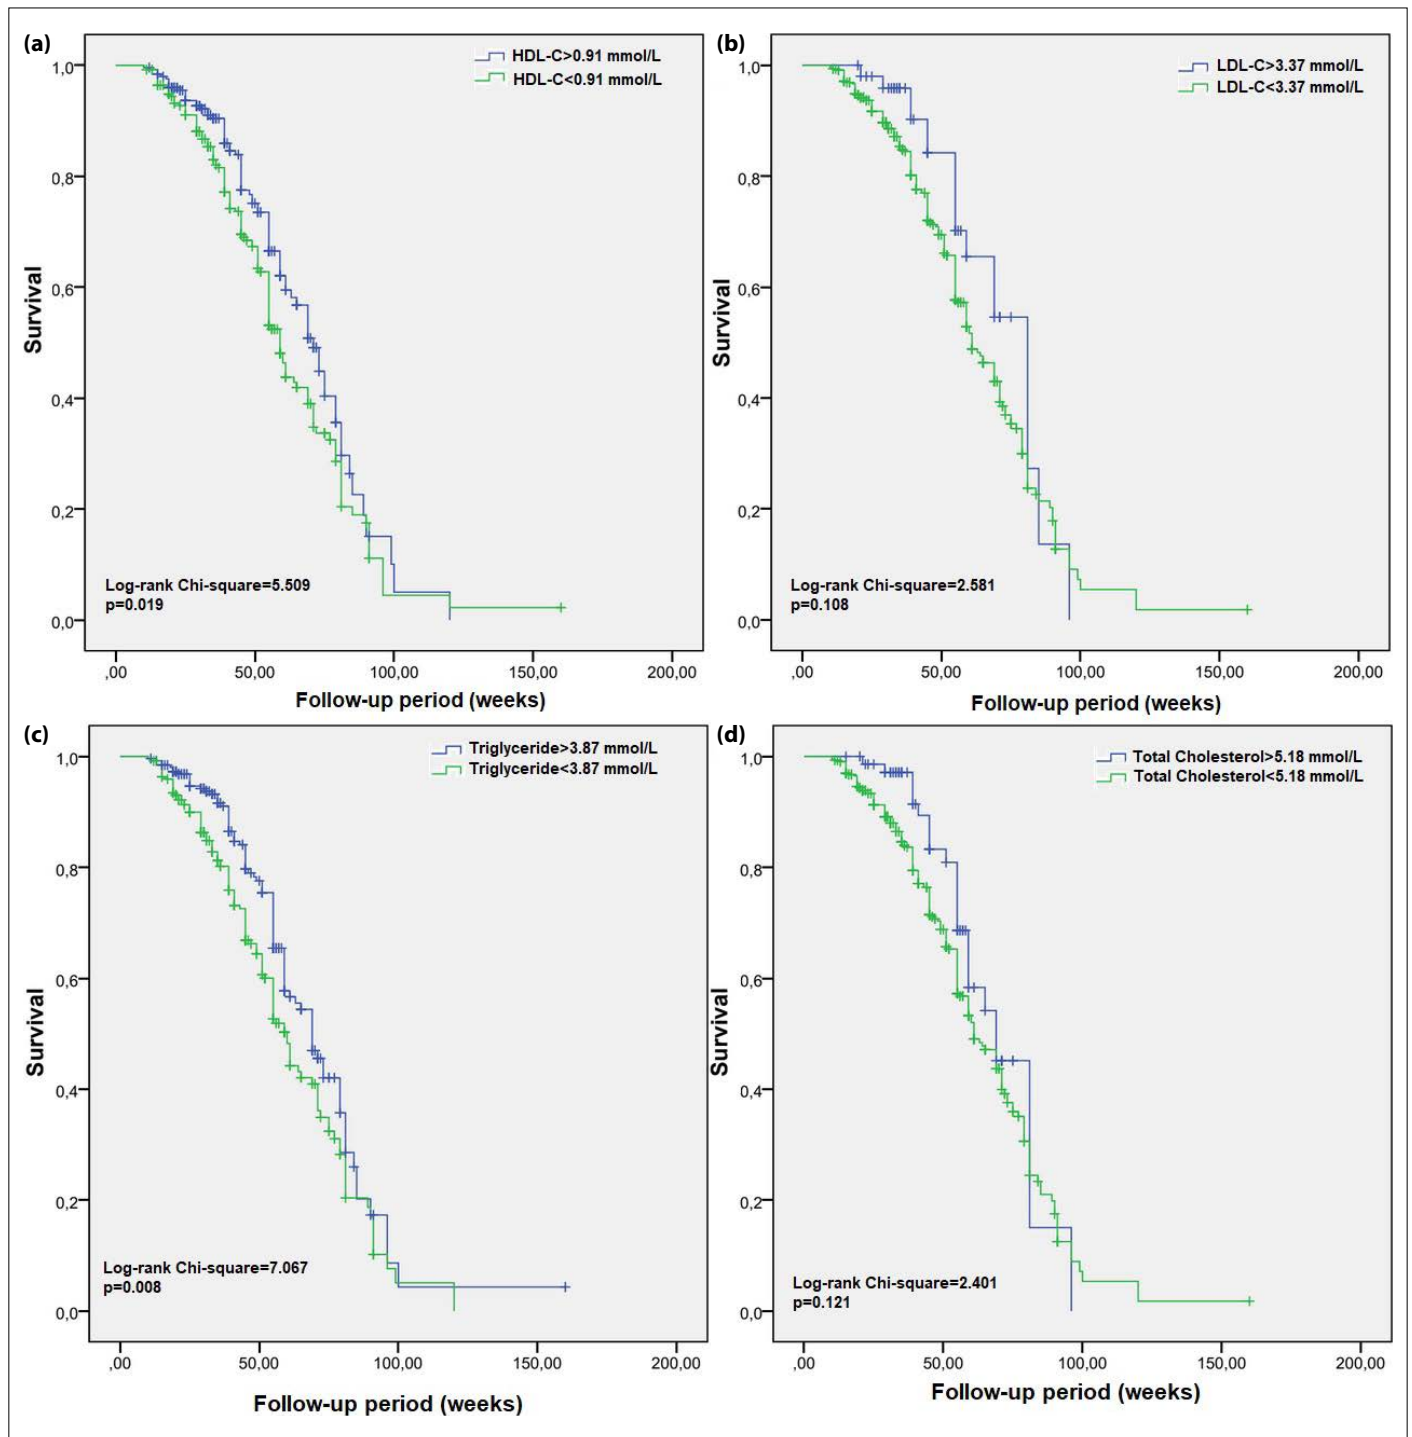 (a)
HDL-C>0.91 mmol/L
HDL-C<0.91 mmol/L
1,0
0,8
0,6
0,4
0,2
0,0
Survival
Log-rank Chi-square=5.509
p=0.019
,00 50,00 100,00 150,00 200,00
Follow-up period (weeks)
(b)
LDL-C>3.37 mmol/L
LDL-C<3.37 mmol/L
1,0
0,8
0,6
0,4
0,2
0,0
Survival
Log-rank Chi-square=2.581
p=0.108
,00 50,00 100,00 150,00 200,00
Follow-up period (weeks)
(c)
Triglyceride>3.87 mmol/L
Triglyceride<3.87 mmol/L
1,0
0,8
0,6
0,4
0,2
0,0
Survival
Log-rank Chi-square=7.067
p=0.008
,00 50,00 100,00 150,00 200,00
Follow-up period (weeks)
(d)
Total Cholesterol>5.18 mmol/L
Total Cholesterol<5.18 mmol/L
1,0
0,8
0,6
0,4
0,2
0,0
Survival
Log-rank Chi-square=2.401
p=0.121
,00 50,00 100,00 150,00 200,00
Follow-up period (weeks)